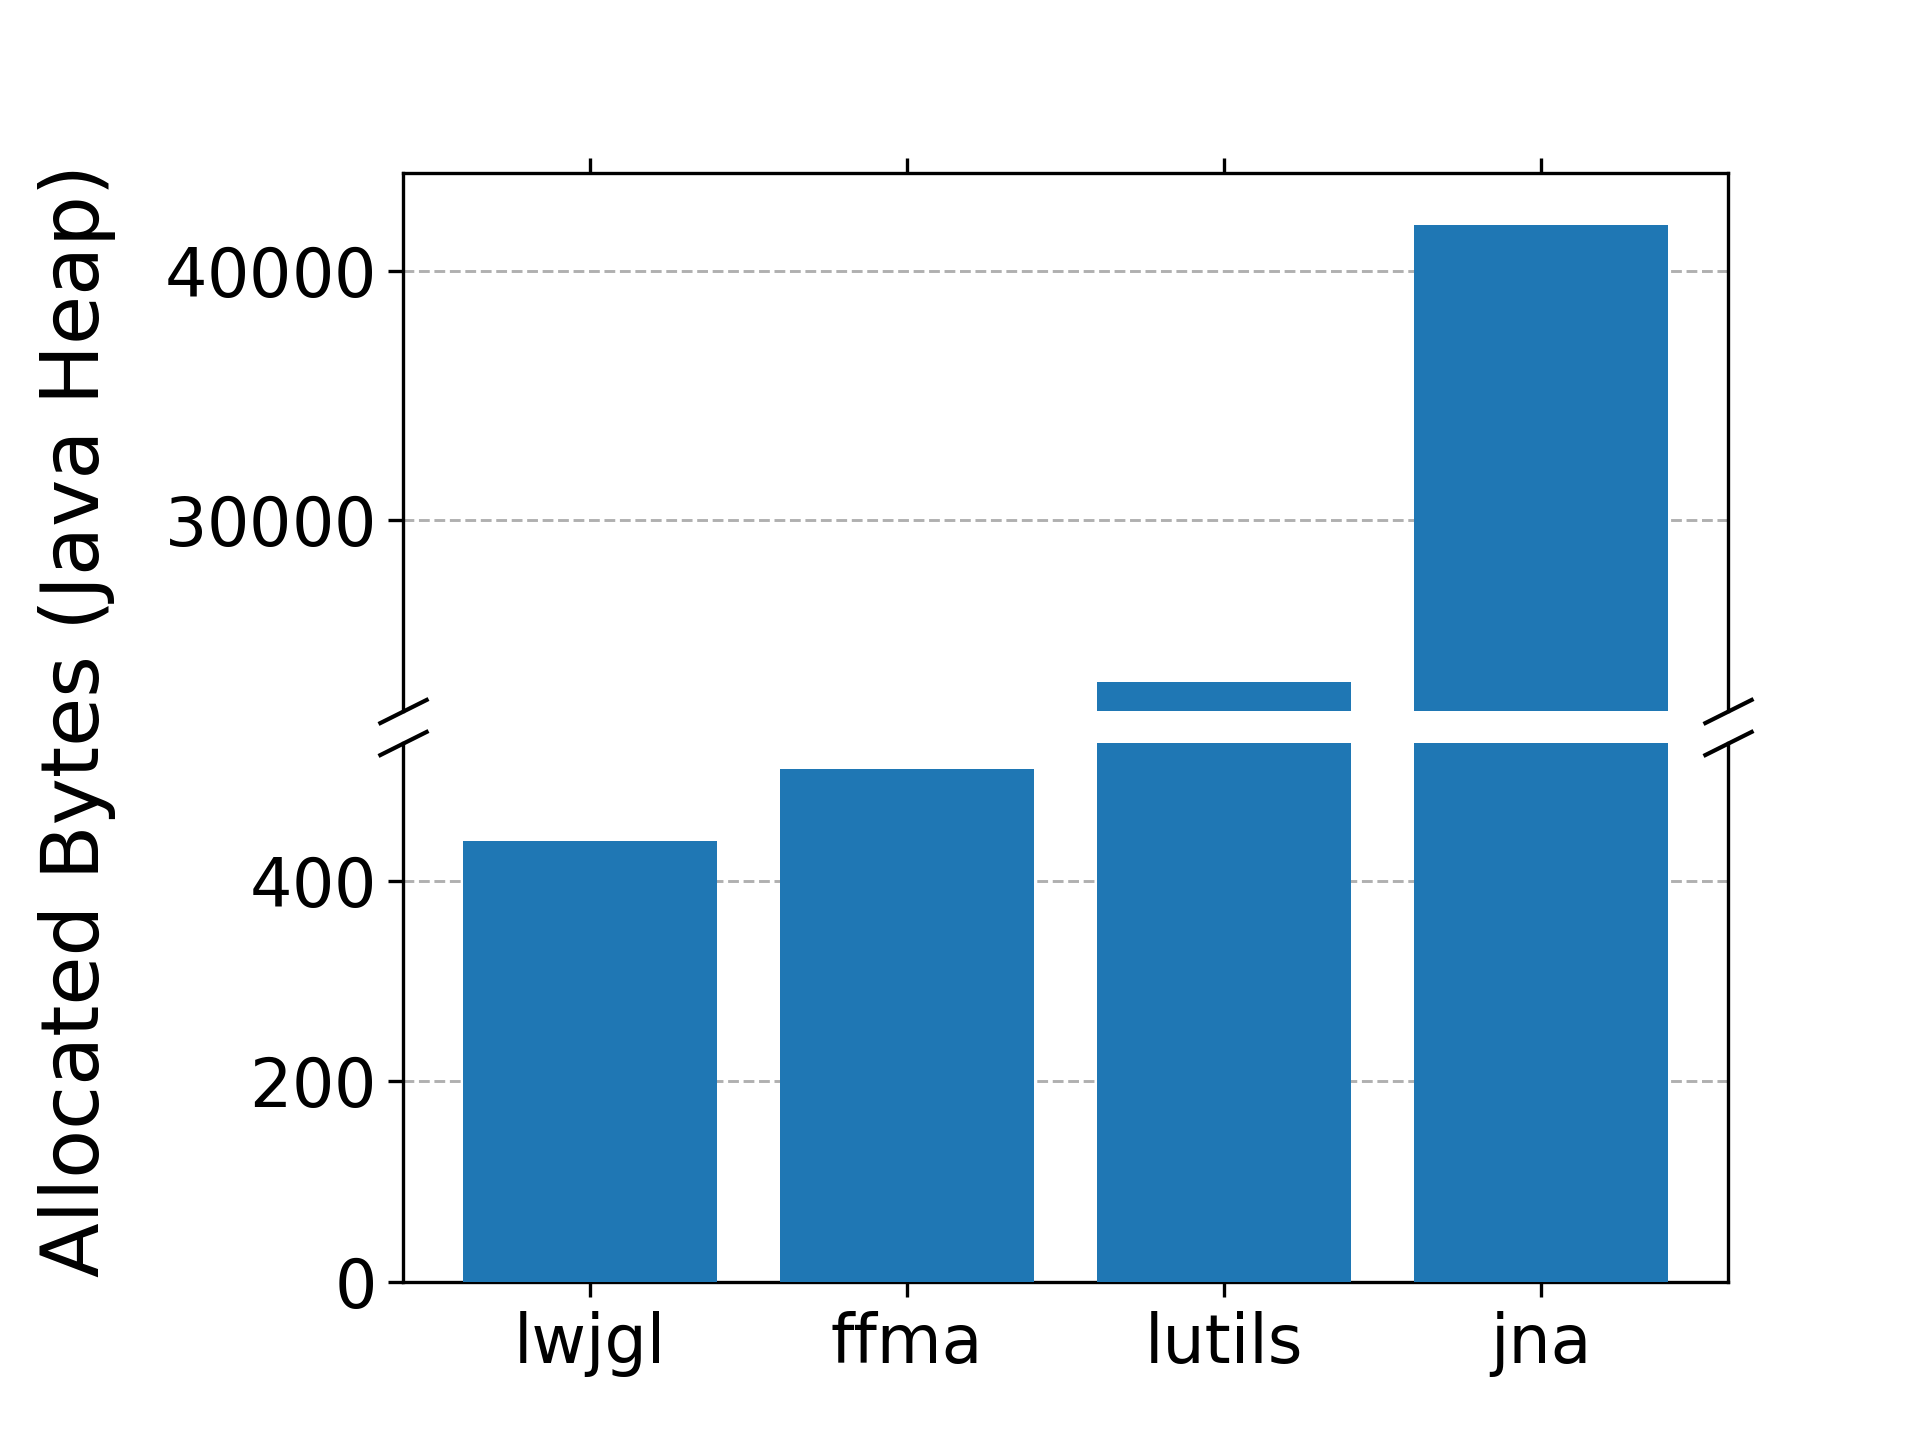 Allocated Bytes (Java Heap)
40000
30000
400
200
0
lwjgl ffma lutils jna